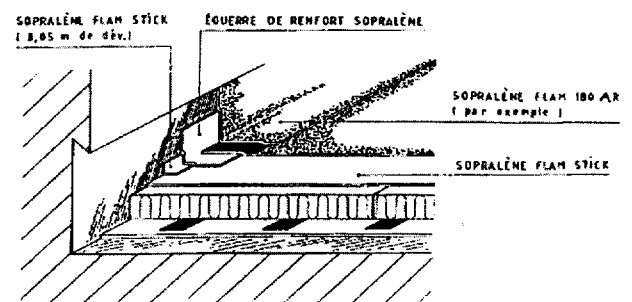 SOPRALÈNE FLAM STICK
( 0,05 m de dév.)
ÉQUERRE DE RENFORT SOPRALÈNE
SOPRALÈNE FLAM 180 AR
( par exemple )
SOPRALÈNE FLAM STICK